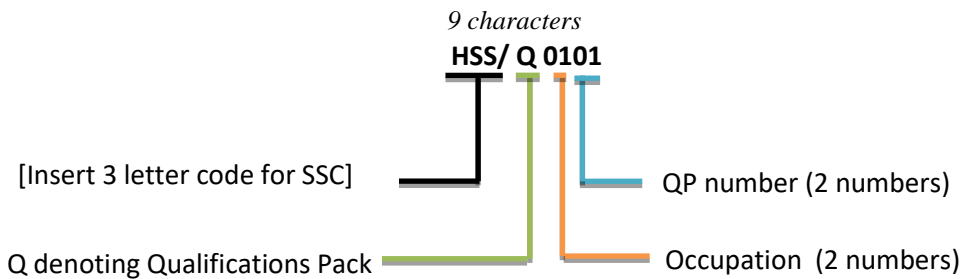 9 characters
HSS/ Q 0101
[Insert 3 letter code for SSC]
QP number (2 numbers)
Q denoting Qualifications Pack
Occupation (2 numbers)